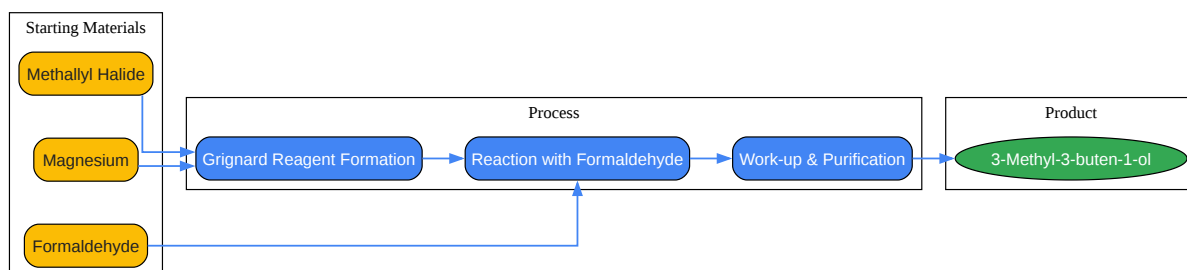 Starting Materials
Methallyl Halide
Magnesium
Formaldehyde
Process
Grignard Reagent Formation
Reaction with Formaldehyde
Work-up & Purification
Product
3-Methyl-3-buten-1-ol